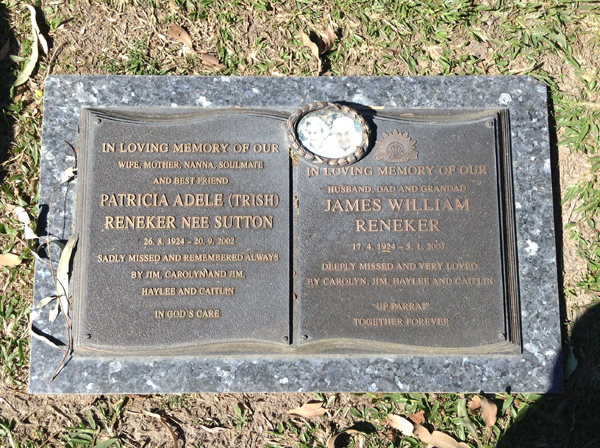 IN LOVING MEMORY OF OUR
WIFE, MOTHER, NANNA, SOULMATE
AND BEST FRIEND
PATRICIA ADELE (TRISH)
RENEKER NEE SUTTON
26. 8. 1924 – 20. 9. 2002
SADLY MISSED AND REMEMBERED ALWAYS
BY JIM, CAROLYN AND JIM,
HAYLEE AND CAITLIN
IN GOD'S CARE
IN LOVING MEMORY OF OUR
HUSBAND, DAD AND GRANDAD
JAMES WILLIAM
RENEKER
17. 4. 1924 – 5. 1. 2007
DEEPLY MISSED AND VERY LOVED
BY CAROLYN, JIM, HAYLEE AND CAITLIN
"UP PARRA!"
TOGETHER FOREVER